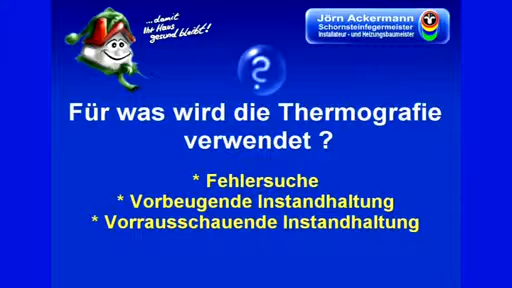 ...damit
Ihr Haus
gesund bleibt!
Jörn Ackermann
Schornsteinfegermeister
Installateur - und Heizungsbaumeister
?
Für was wird die Thermografie
verwendet ?
* Fehlersuche
* Vorbeugende Instandhaltung
* Vorrausschauende Instandhaltung